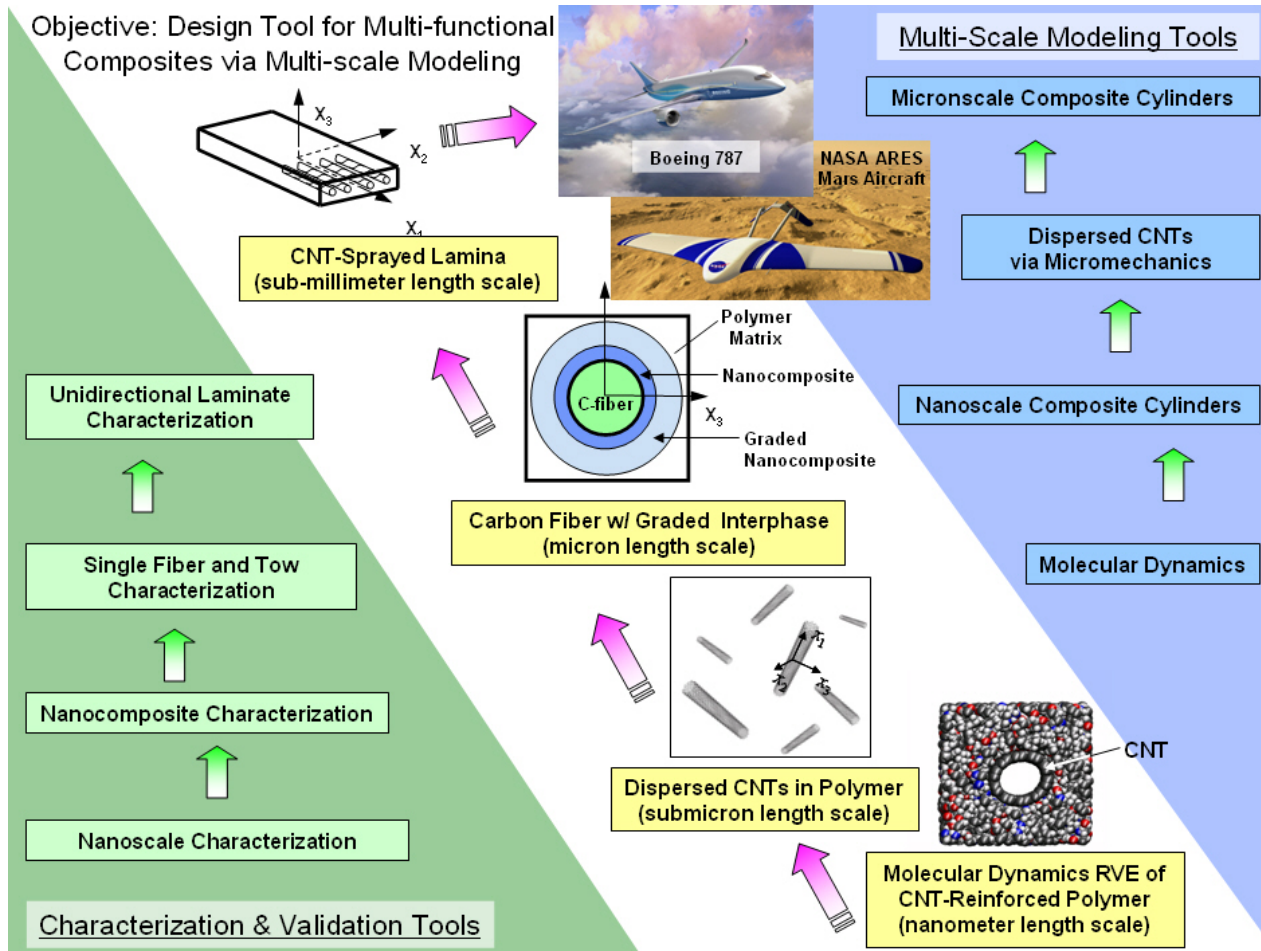 Objective: Design Tool for Multi-functional
Composites via Multi-scale Modeling
X3
X2
X1
CNT-Sprayed Lamina
(sub-millimeter length scale)
Boeing 787
NASA ARES
Mars Aircraft
Multi-Scale Modeling Tools
Micronscale Composite Cylinders
Dispersed CNTs
via Micromechanics
Nanoscale Composite Cylinders
Molecular Dynamics
Polymer
Matrix
Nanocomposite
C-fiber
X3
Graded
Nanocomposite
Carbon Fiber w/ Graded Interphase
(micron length scale)
X1
X2
X3
Dispersed CNTs in Polymer
(submicron length scale)
CNT
Molecular Dynamics RVE of
CNT-Reinforced Polymer
(nanometer length scale)
Unidirectional Laminate
Characterization
Single Fiber and Tow
Characterization
Nanocomposite Characterization
Nanoscale Characterization
Characterization & Validation Tools